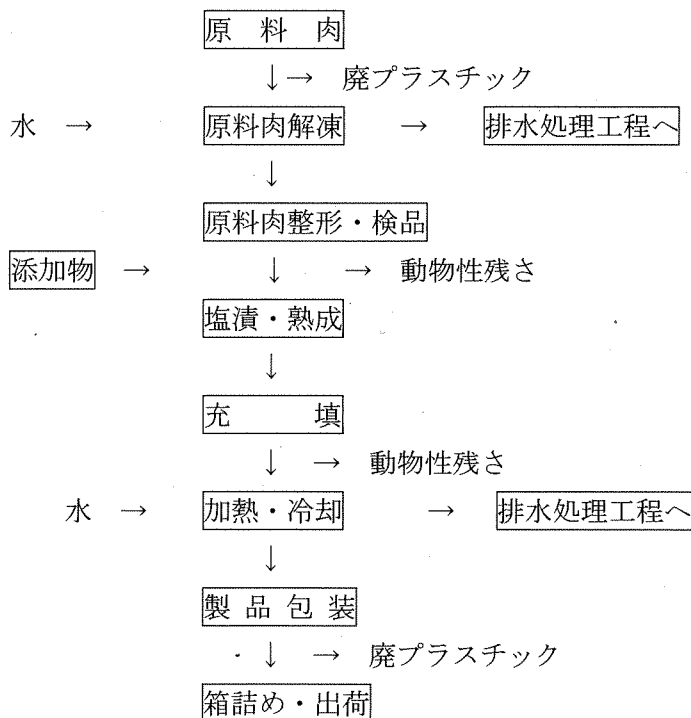 原料肉
↓→ 廃プラスチック
水 → 原料肉解凍 → 排水処理工程へ
↓
原料肉整形・検品
添加物 → ↓ → 動物性残さ
塩漬・熟成
↓
充填
↓ → 動物性残さ
水 → 加熱・冷却 → 排水処理工程へ
↓
製品包装
↓ → 廃プラスチック
箱詰め・出荷